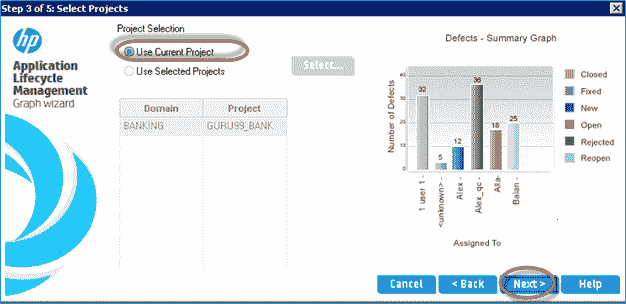 Step 3 of 5: Select Projects
hp
Application
Lifecycle
Management
Graph wizard
Project Selection
Use Current Project
Use Selected Projects
Select...
Domain Project
BANKING GURU99_BANK
Defects - Summary Graph
Number of Defects
40
30
20
10
0
32
5
12
36
18
25
1 user 1 -
<unknown> -
Alex -
Alex_qc -
Alla-
Balan -
Assigned To
Closed
Fixed
New
Open
Rejected
Reopen
Cancel
< Back
Next >
Help